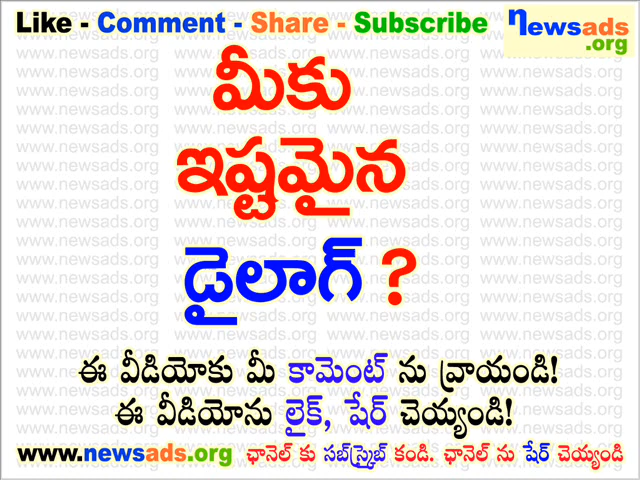 Like - Comment - Share - Subscribe
newsads
.org
మీకు
ఇష్టమైన
డైలాగ్ ?
ఈ వీడియోకు మీ కామెంట్ ను వ్రాయండి!
ఈ వీడియోను లైక్, షేర్ చెయ్యండి!
www.newsads.org ఛానెల్ కు సబ్‌స్క్రైబ్ కండి. ఛానెల్ ను షేర్ చెయ్యండి